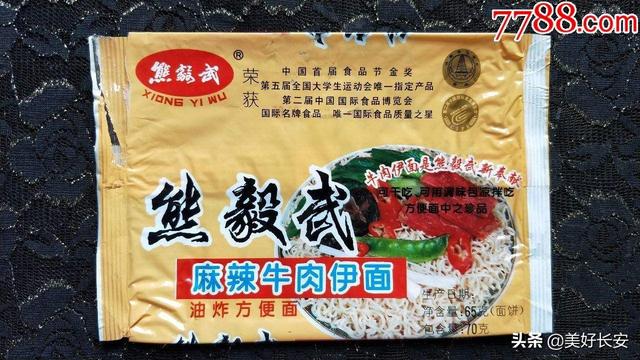 7788.com
熊毅武
®
XIONG YI WU
荣获
中国首届食品节金奖
第五届全国大学生运动会唯一指定产品
第二届中国国际食品博览会
国际名牌食品 唯一国际食品质量之星
牛肉伊面是熊毅武新奉献
可干吃、可用调味包凉拌吃
方便面中之珍品
熊毅武
麻辣牛肉伊面
油炸方便面
生产日期:
净含量:65克(面饼)
包含量:70克
头条 @美好长安